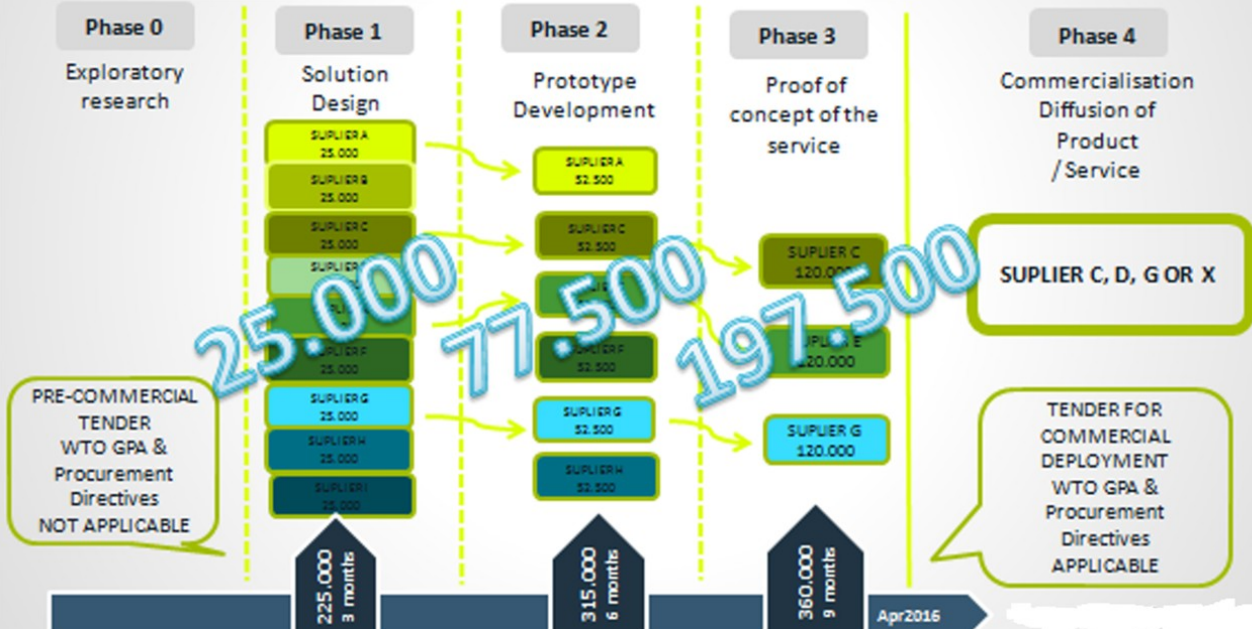 Phase 0
Exploratory
research
PRE-COMMERCIAL
TENDER
WTO GPA &
Procurement
Directives
NOT APPLICABLE
Phase 1
Solution
Design
SUPLIER A
25.000
SUPLIER B
25.000
SUPLIER C
25.000
SUPLIER F
25.000
SUPLIER G
25.000
SUPLIER H
25.000
SUPLIER I
25.000
25.000
225.000
3 months
Phase 2
Prototype
Development
SUPLIER A
52.500
SUPLIER C
52.500
SUPLIER F
52.500
SUPLIER G
52.500
SUPLIER H
52.500
77.500
315.000
6 months
Phase 3
Proof of
concept of the
service
SUPLIER C
120.000
120.000
SUPLIER G
120.000
197.500
360.000
9 months
Apr2016
Phase 4
Commercialisation
Diffusion of
Product
/ Service
SUPLIER C, D, G OR X
TENDER FOR
COMMERCIAL
DEPLOYMENT
WTO GPA &
Procurement
Directives
APPLICABLE